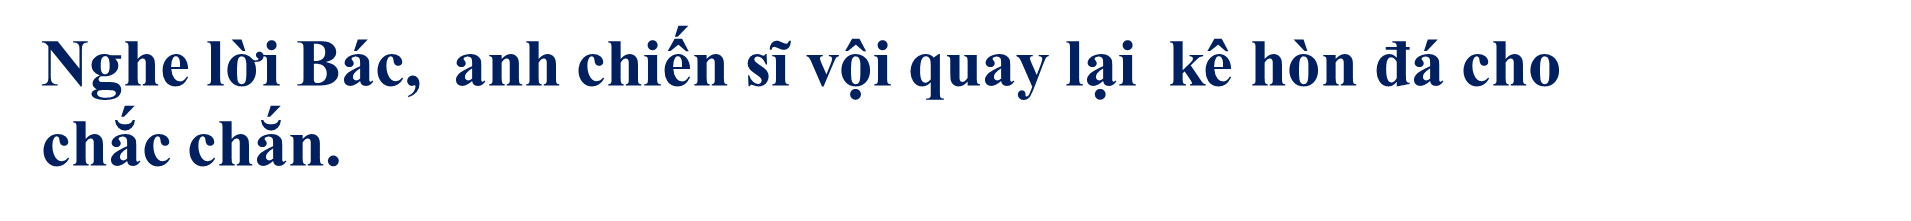 Nghe lời Bác,  anh chiến sĩ vội quay lại  kê hòn đá cho
chắc chắn.